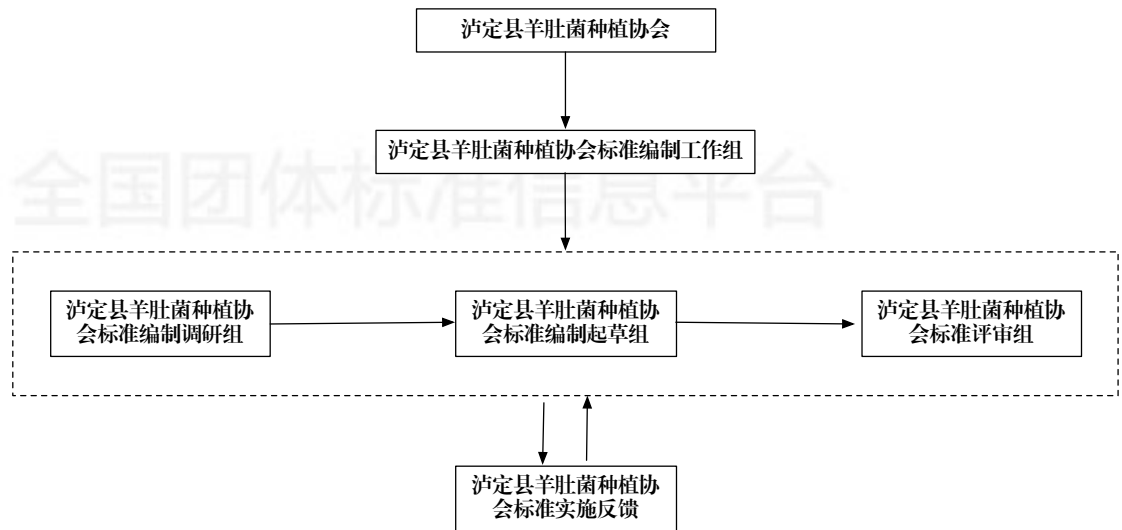 泸定县羊肚菌种植协会
泸定县羊肚菌种植协会标准编制工作组
全国团体标准信息平台
泸定县羊肚菌种植协
会标准编制调研组
泸定县羊肚菌种植协
会标准编制起草组
泸定县羊肚菌种植协
会标准评审组
泸定县羊肚菌种植协
会标准实施反馈